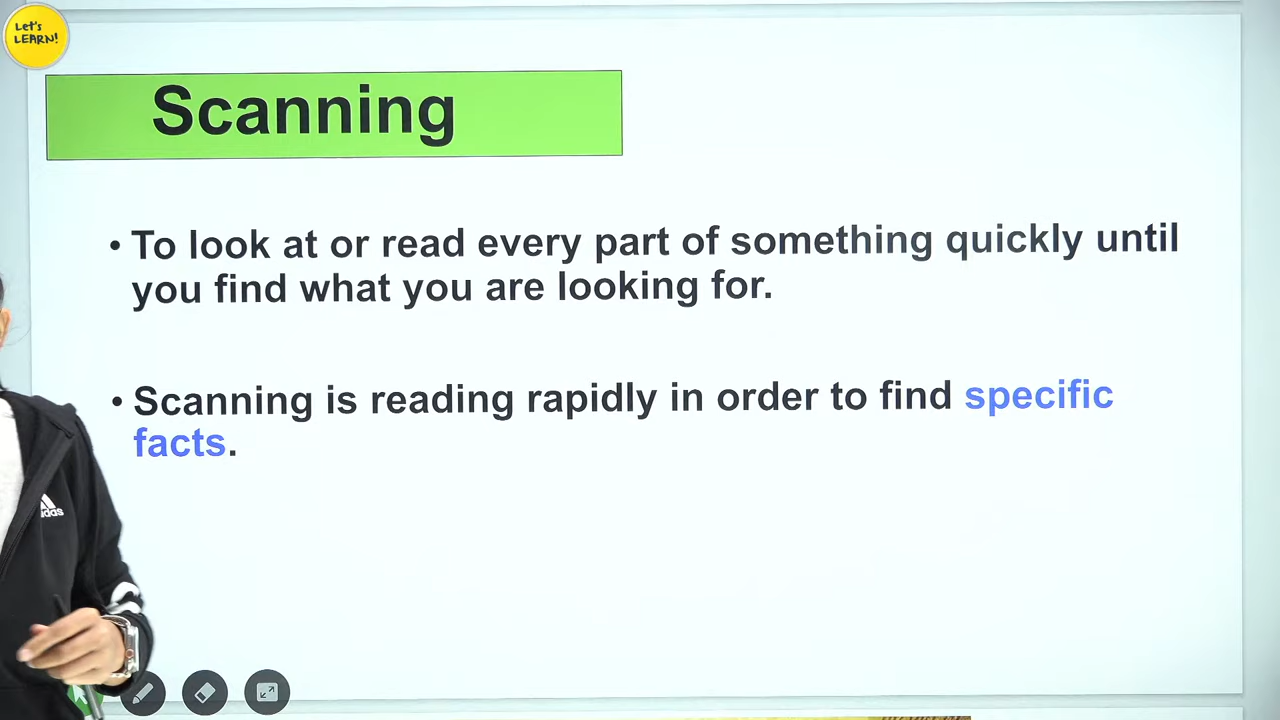 Let's
LEARN!
Scanning
• To look at or read every part of something quickly until
you find what you are looking for.
• Scanning is reading rapidly in order to find specific
facts.
adidas